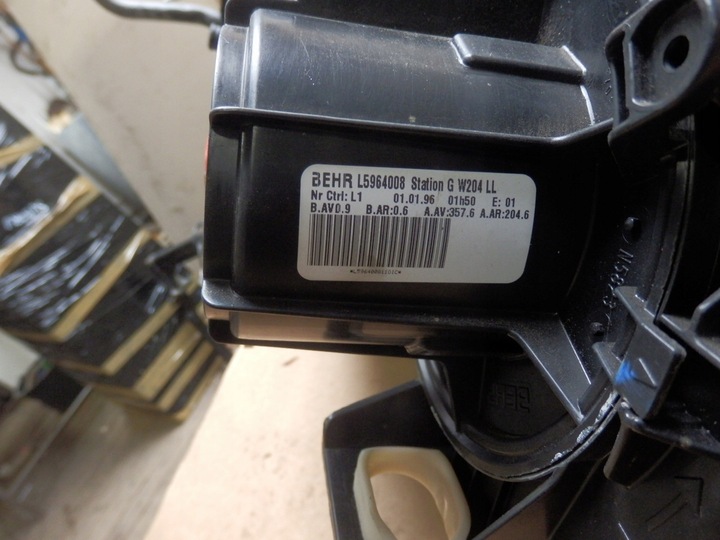 BEHR L5964008 Station G W204 LL
Nr Ctrl: L1 01.01.96 01h50 E: 01
B.AV0.9 B.AR:0.6 A.AV:357.6 A.AR:204.6
BEHR